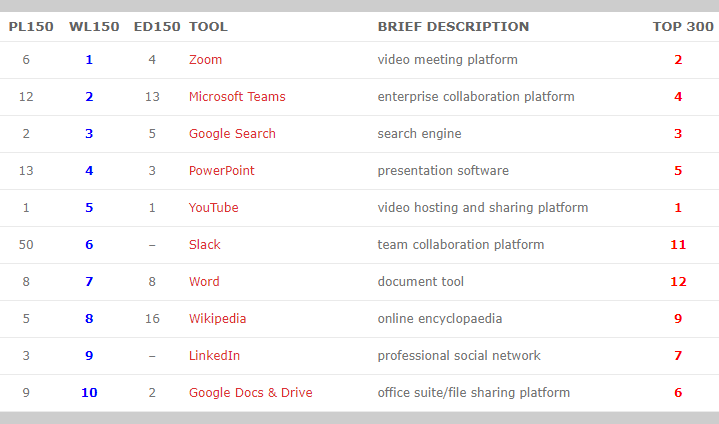 PL150 WL150 ED150 TOOL BRIEF DESCRIPTION TOP 300
6 1 4 Zoom video meeting platform 2
12 2 13 Microsoft Teams enterprise collaboration platform 4
2 3 5 Google Search search engine 3
13 4 3 PowerPoint presentation software 5
1 5 1 YouTube video hosting and sharing platform 1
50 6 – Slack team collaboration platform 11
8 7 8 Word document tool 12
5 8 16 Wikipedia online encyclopaedia 9
3 9 – LinkedIn professional social network 7
9 10 2 Google Docs & Drive office suite/file sharing platform 6